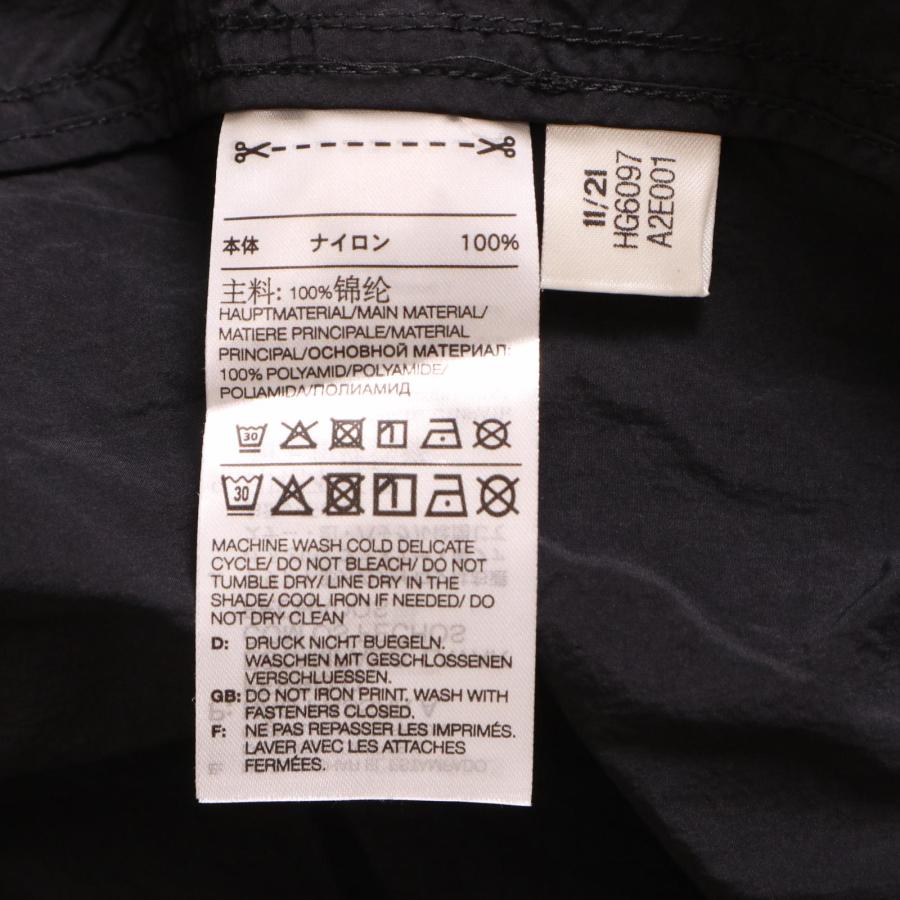 本体 ナイロン 100%
主料: 100%锦纶
HAUPTMATERIAL/MAIN MATERIAL/
MATIERE PRINCIPALE/MATERIAL
PRINCIPAL/ОСНОВНОЙ МАТЕРИАЛ:
100% POLYAMID/POLYAMIDE/
POLIAMIDA/ПОЛИАМИД
30
30
MACHINE WASH COLD DELICATE
CYCLE/ DO NOT BLEACH/ DO NOT
TUMBLE DRY/ LINE DRY IN THE
SHADE/ COOL IRON IF NEEDED/ DO
NOT DRY CLEAN
D: DRUCK NICHT BUEGELN.
WASCHEN MIT GESCHLOSSENEN
VERSCHLUESSEN.
GB: DO NOT IRON PRINT. WASH WITH
FASTENERS CLOSED.
F: NE PAS REPASSER LES IMPRIMÉS.
LAVER AVEC LES ATTACHES
FERMÉES.
11/21
HG6097
A2E001